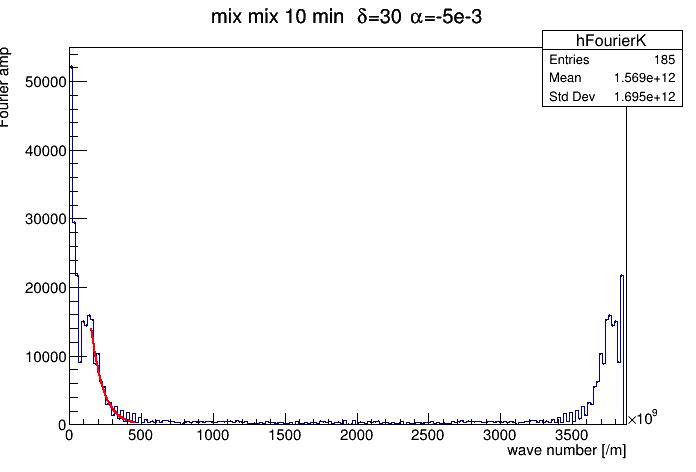 mix mix 10 min δ=30 α=-5e-3
hFourierK
Entries 185
Mean 1.569e+12
Std Dev 1.695e+12
Fourier amp
50000
40000
30000
20000
10000
0
0 500 1000 1500 2000 2500 3000 3500
×10⁹
wave number [/m]